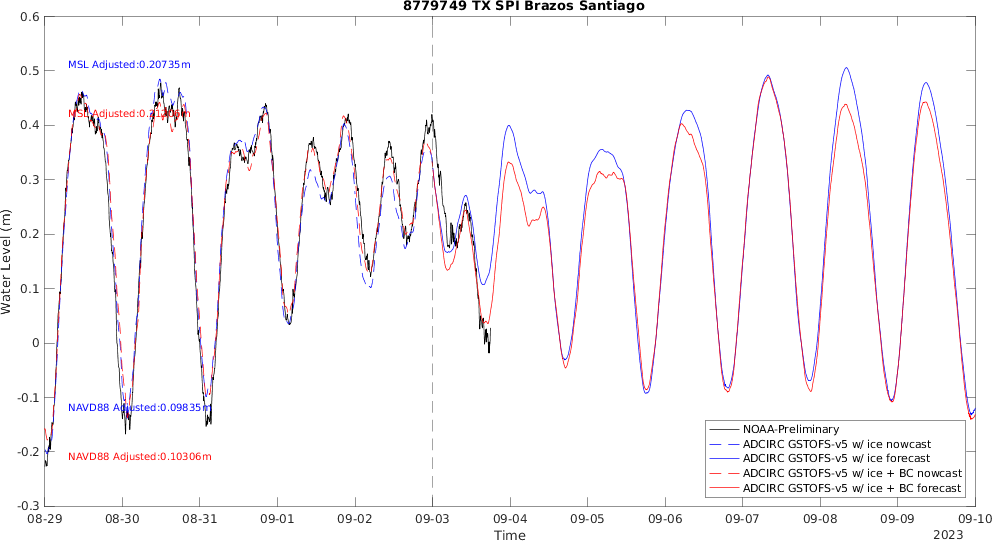 8779749 TX SPI Brazos Santiago
0.6
0.5
0.4
0.3
0.2
0.1
0
-0.1
-0.2
-0.3
Water Level (m)
MSL Adjusted:0.20735m
MSL Adjusted:
NAVD88 Adjusted:0.09835m
NAVD88 Adjusted:0.10306m
NOAA-Preliminary
ADCIRC GSTOFS-v5 w/ ice nowcast
ADCIRC GSTOFS-v5 w/ ice forecast
ADCIRC GSTOFS-v5 w/ ice + BC nowcast
ADCIRC GSTOFS-v5 w/ ice + BC forecast
08-29 08-30 08-31 09-01 09-02 09-03 09-04 09-05 09-06 09-07 09-08 09-09 09-10
Time
2023